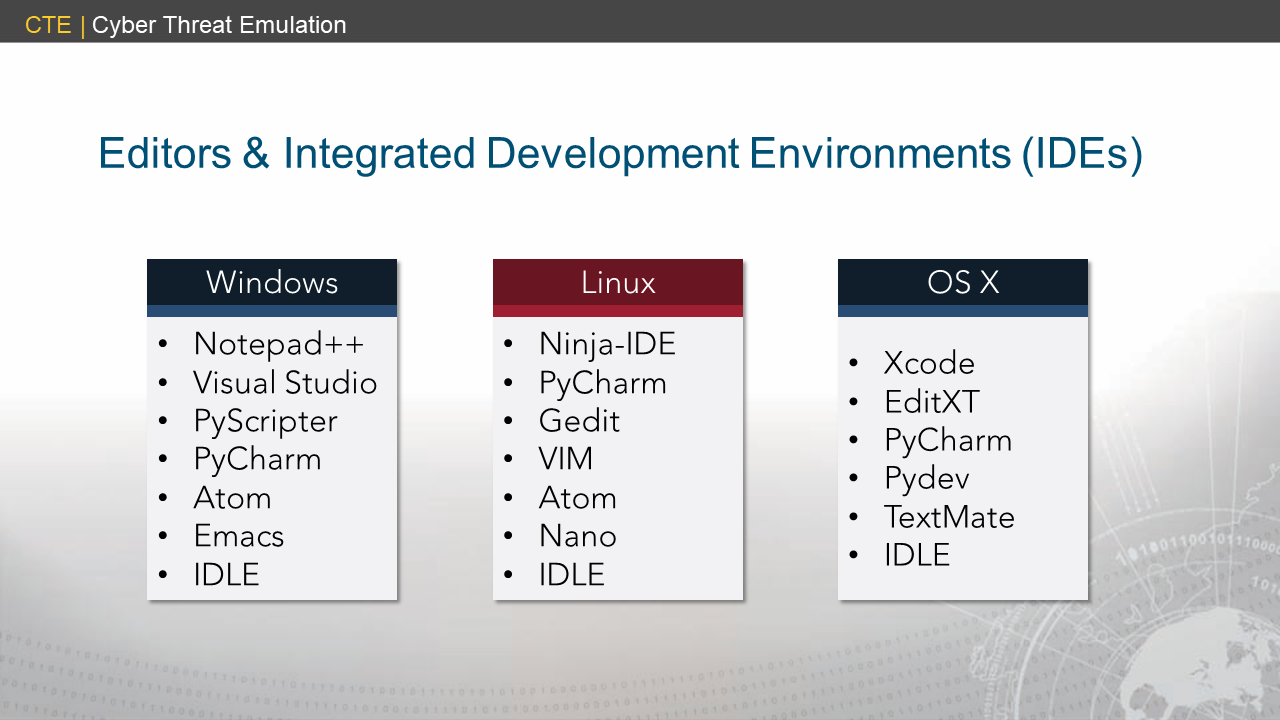 CTE | Cyber Threat Emulation
Editors & Integrated Development Environments (IDEs)
Windows
• Notepad++
• Visual Studio
• PyScripter
• PyCharm
• Atom
• Emacs
• IDLE
Linux
• Ninja-IDE
• PyCharm
• Gedit
• VIM
• Atom
• Nano
• IDLE
OS X
• Xcode
• EditXT
• PyCharm
• Pydev
• TextMate
• IDLE